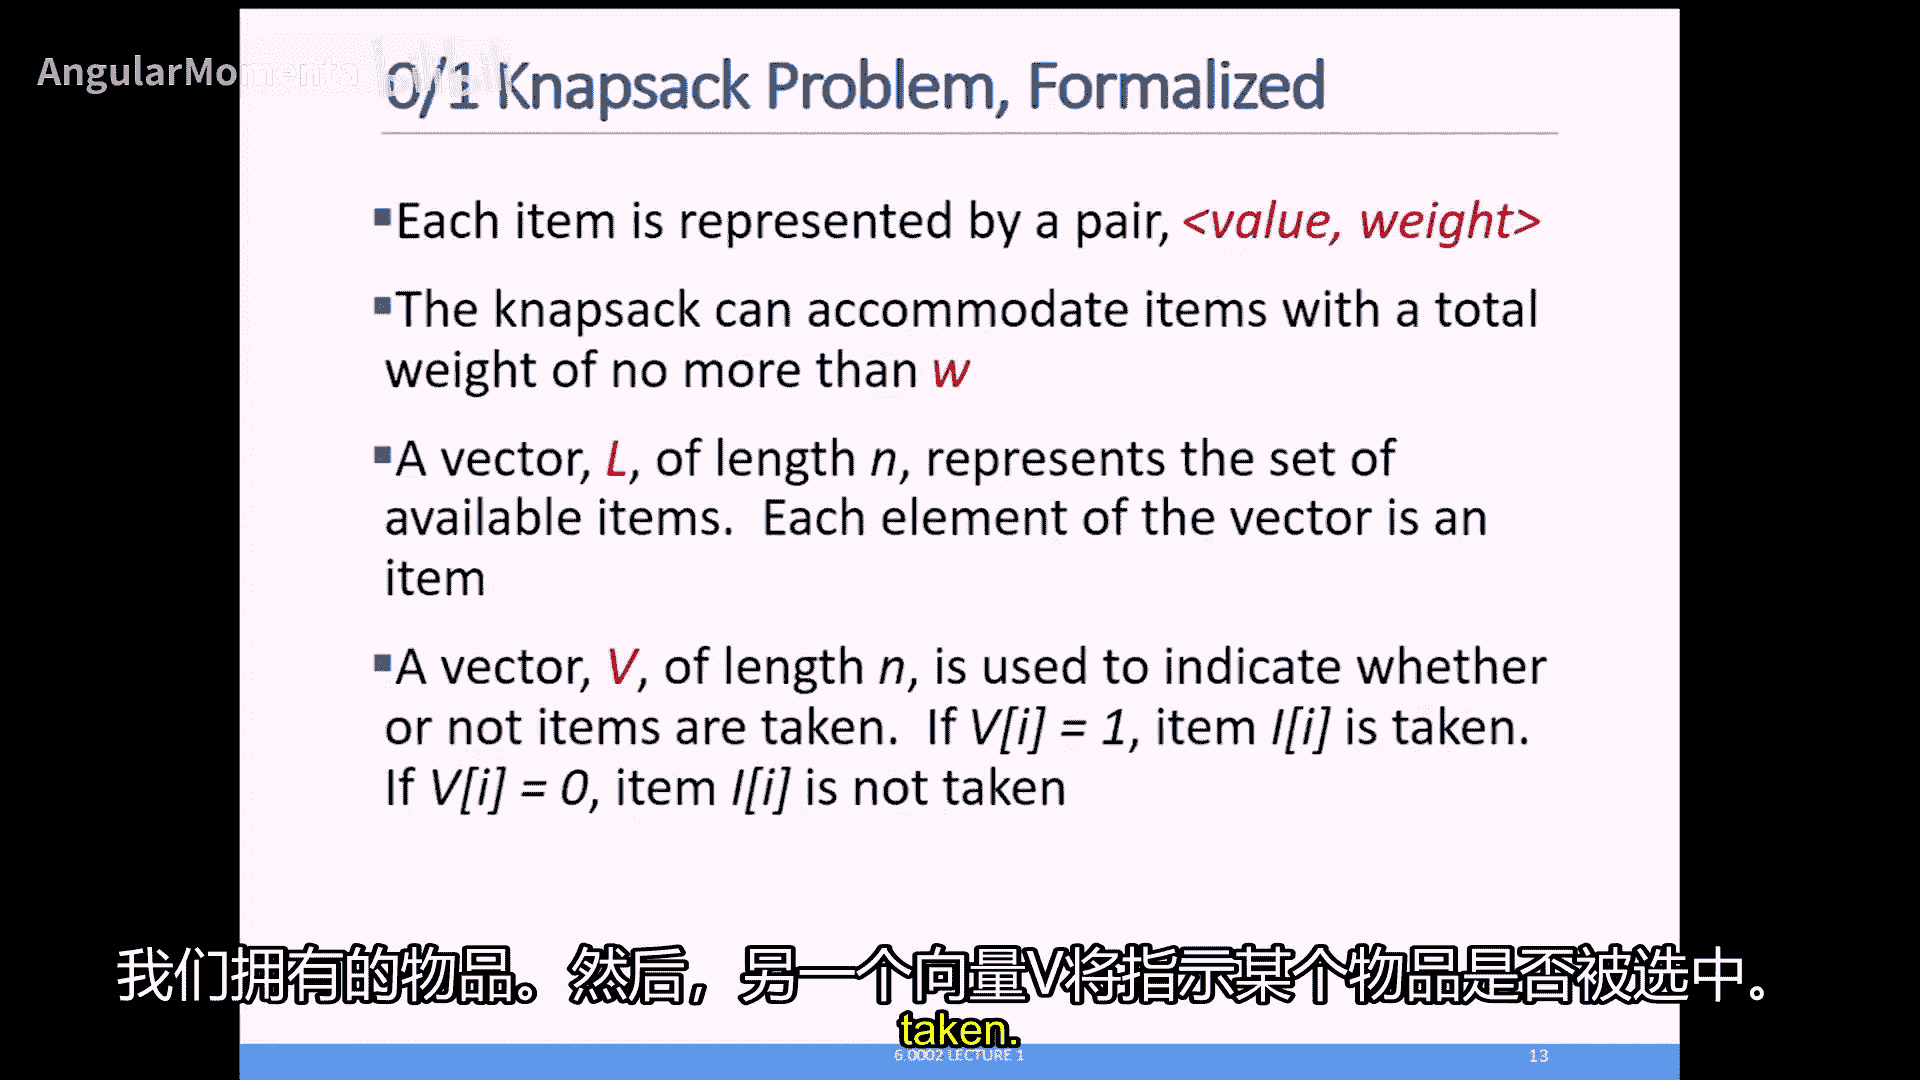 AngularMomenta
0/1 Knapsack Problem, Formalized
▪Each item is represented by a pair, <value, weight>
▪The knapsack can accommodate items with a total
weight of no more than w
▪A vector, L, of length n, represents the set of
available items. Each element of the vector is an
item
▪A vector, V, of length n, is used to indicate whether
or not items are taken. If V[i] = 1, item I[i] is taken.
If V[i] = 0, item I[i] is not taken
我们拥有的物品。然后，另一个向量V将指示某个物品是否被选中。
taken.
6.0002 LECTURE 1
13